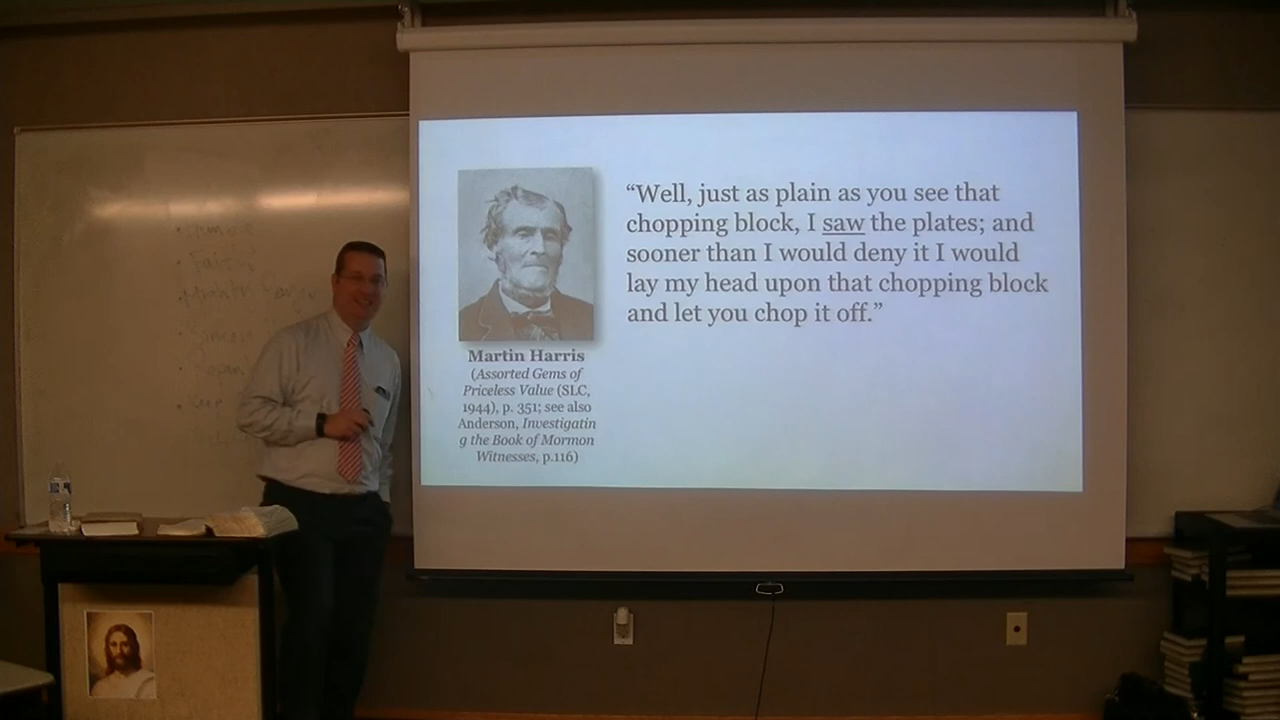 “Well, just as plain as you see that
chopping block, I saw the plates; and
sooner than I would deny it I would
lay my head upon that chopping block
and let you chop it off.”
Martin Harris
(Assorted Gems of
Priceless Value (SLC,
1944), p. 351; see also
Anderson, Investigatin
g the Book of Mormon
Witnesses, p.116)
• Faith